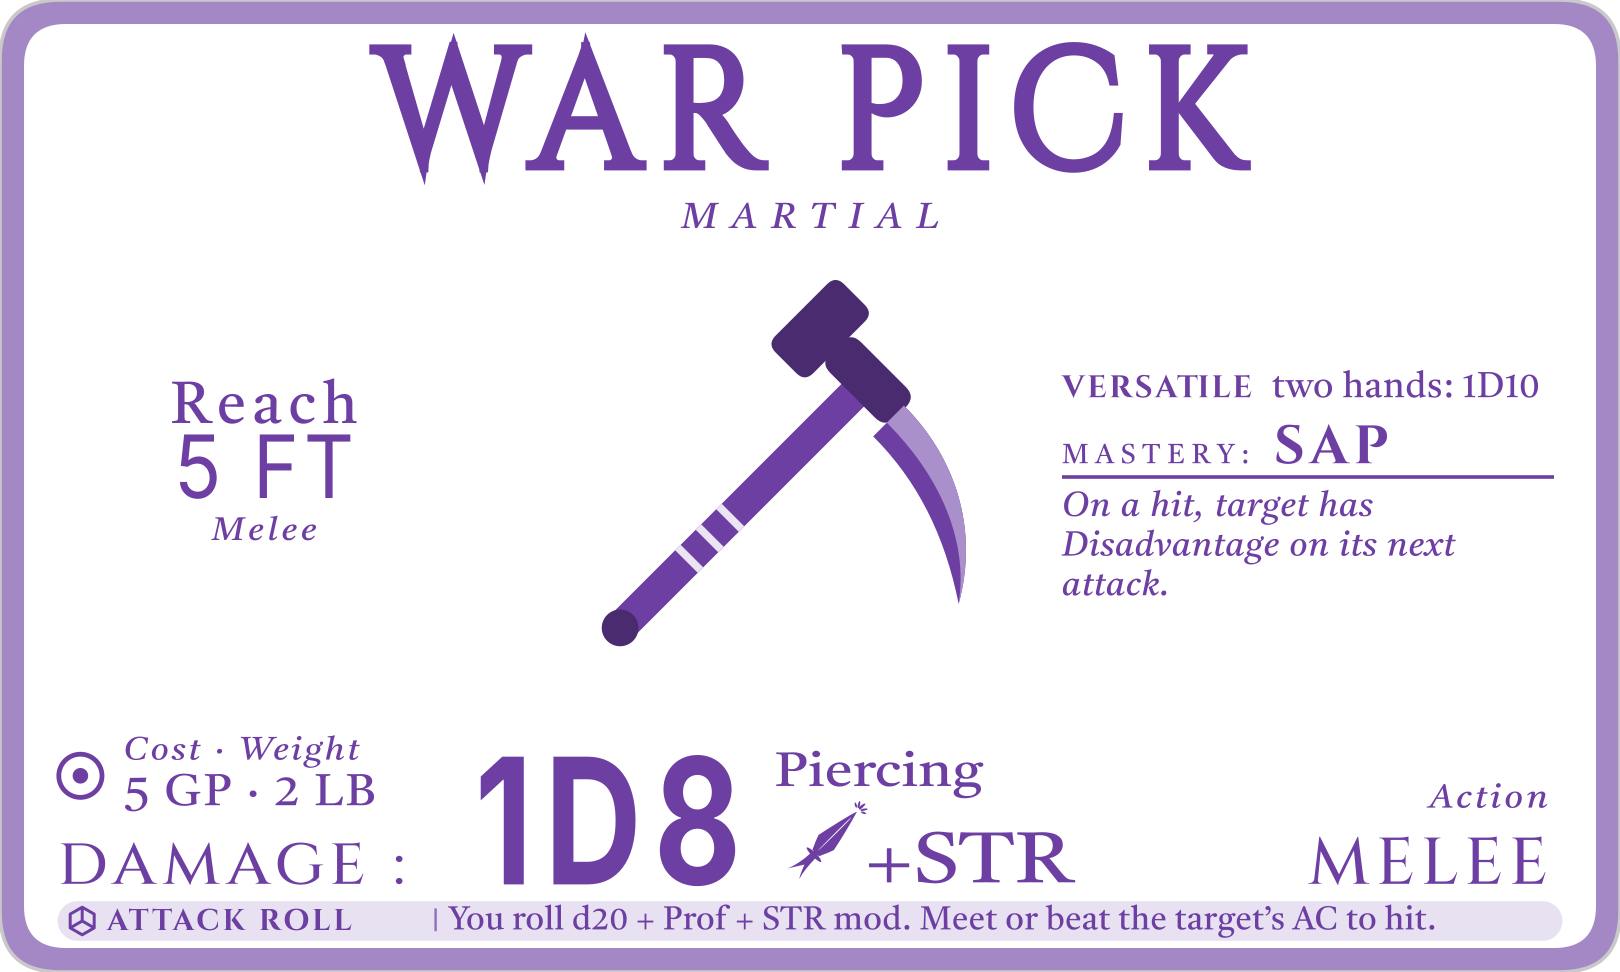 WAR PICK
MARTIAL
Reach
5 FT
Melee
VERSATILE two hands: 1D10
MASTERY: SAP
On a hit, target has
Disadvantage on its next
attack.
Cost · Weight
5 GP · 2 LB
DAMAGE : 1D8 Piercing
+STR
Action
MELEE
ATTACK ROLL | You roll d20 + Prof + STR mod. Meet or beat the target’s AC to hit.